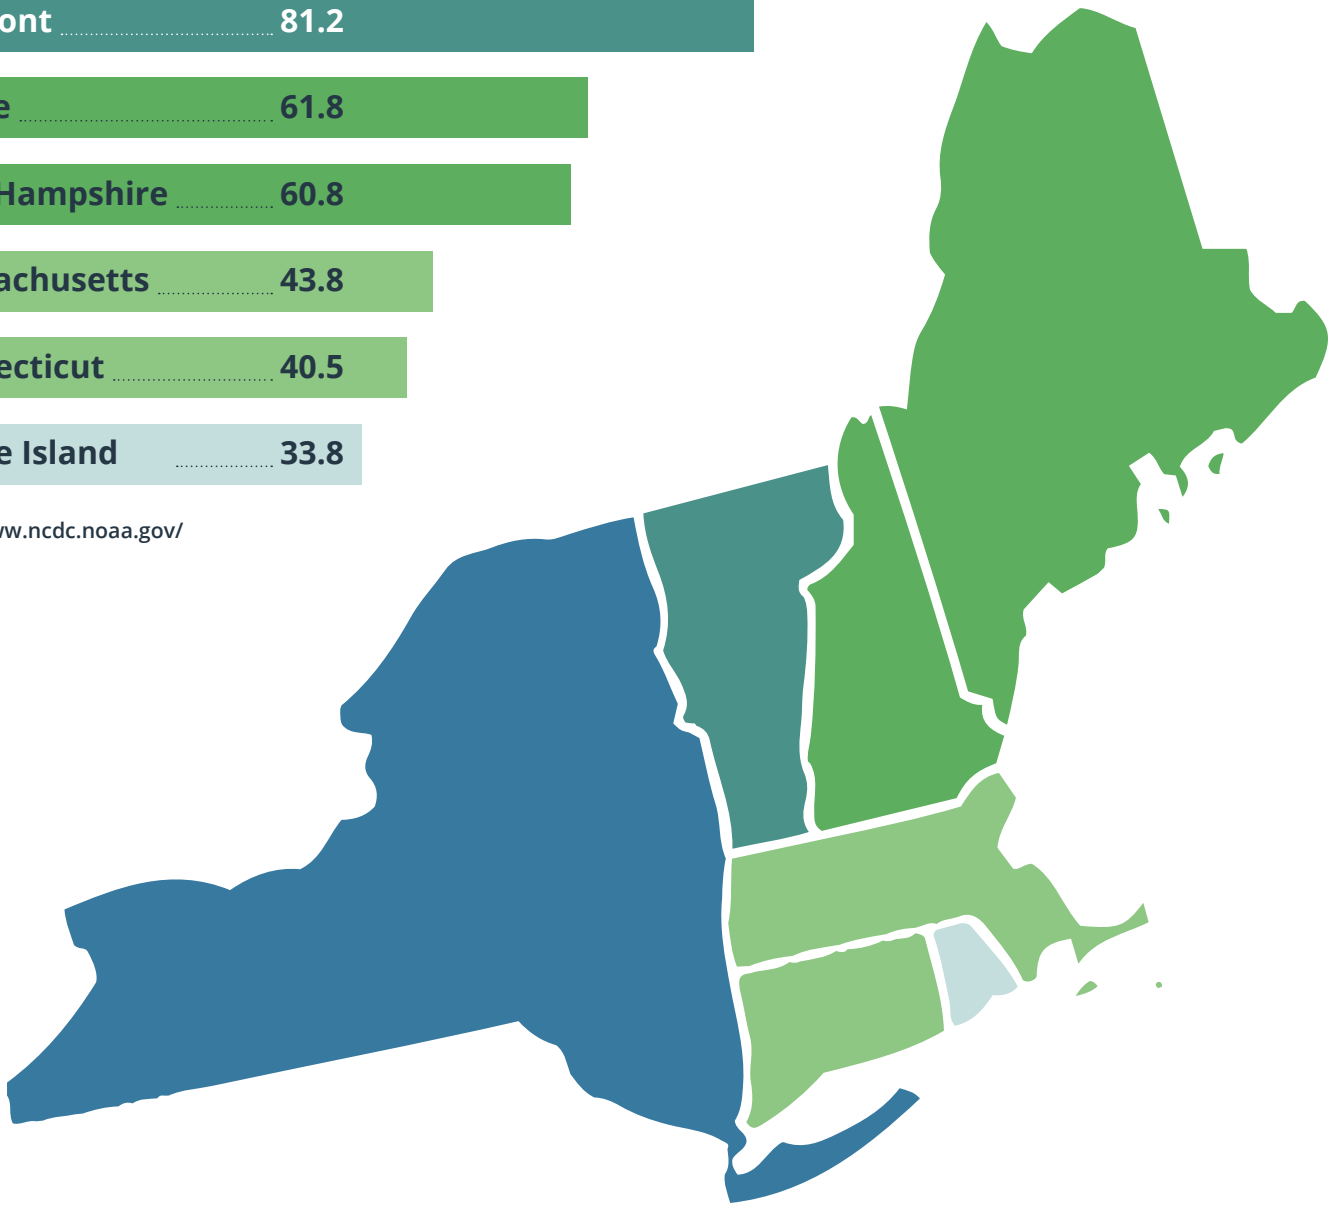 ont 81.2
e 61.8
Hampshire 60.8
achusetts 43.8
ecticut 40.5
e Island 33.8
w.ncdc.noaa.gov/